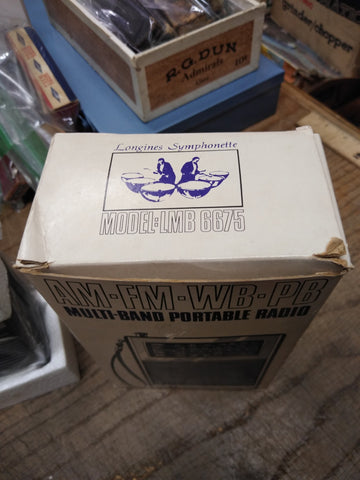 R.G. DUN
Admirals
Longines Symphonette
MODEL: LMB 6675
AM-FM-WB-PB
MULTI-BAND PORTABLE RADIO